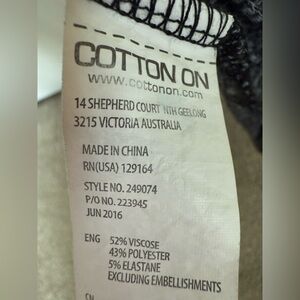 COTTON ON
www.cottonon.com
14 SHEPHERD COURT NTH GEELONG
3215 VICTORIA AUSTRALIA
MADE IN CHINA
RN(USA) 129164
STYLE NO. 249074
P/O NO. 223945
JUN 2016
ENG 52% VISCOSE
43% POLYESTER
5% ELASTANE
EXCLUDING EMBELLISHMENTS
CN